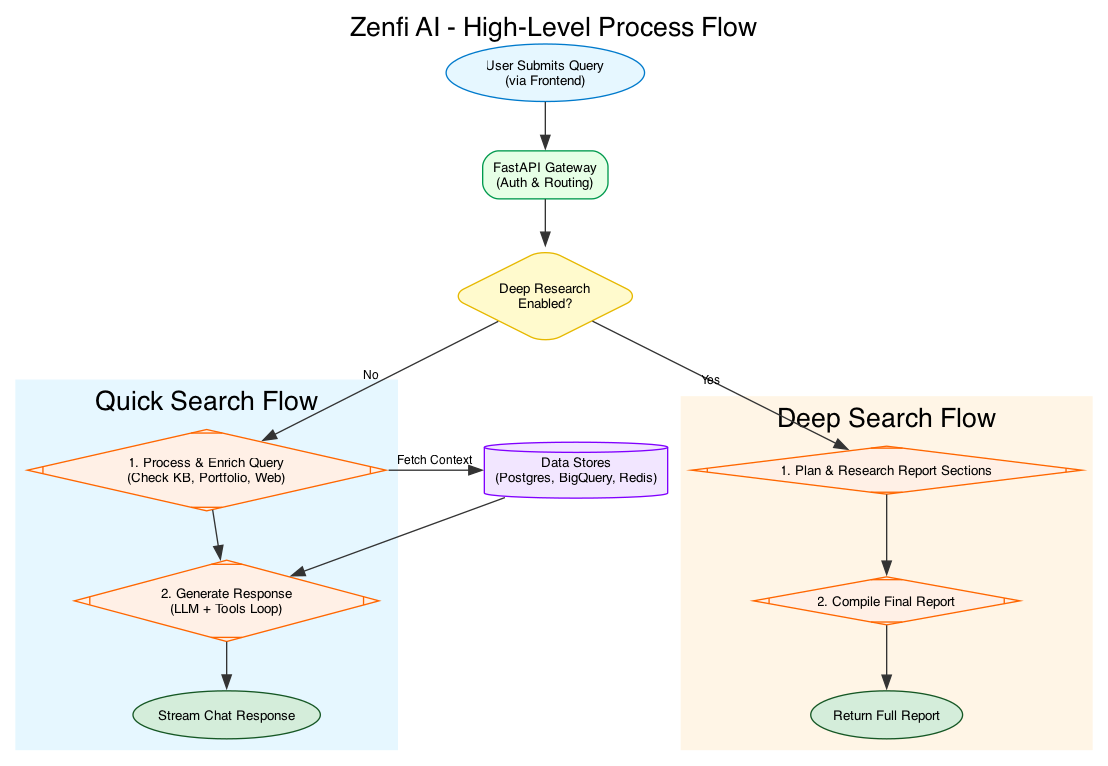 Zenfi AI - High-Level Process Flow
User Submits Query
(via Frontend)
FastAPI Gateway
(Auth & Routing)
Deep Research
Enabled?
No
Yes
Quick Search Flow
1. Process & Enrich Query
(Check KB, Portfolio, Web)
Fetch Context
Data Stores
(Postgres, BigQuery, Redis)
2. Generate Response
(LLM + Tools Loop)
Stream Chat Response
Deep Search Flow
1. Plan & Research Report Sections
2. Compile Final Report
Return Full Report